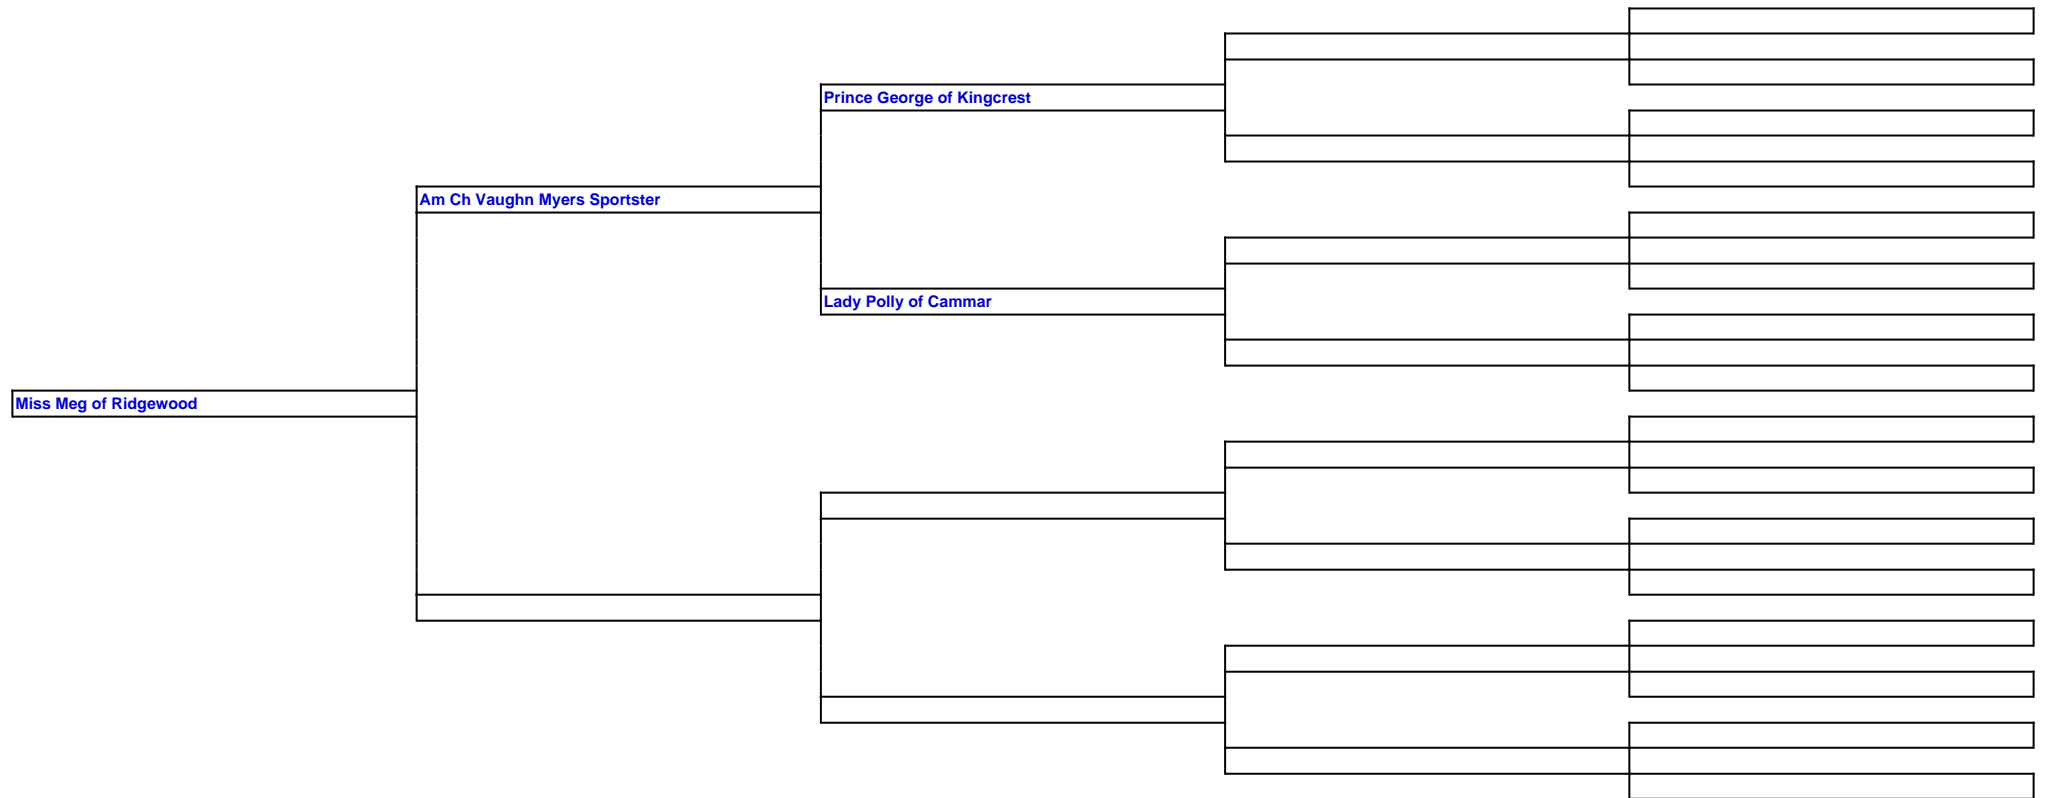 Prince George of Kingcrest
Am Ch Vaughn Myers Sportster
Lady Polly of Cammar
Miss Meg of Ridgewood